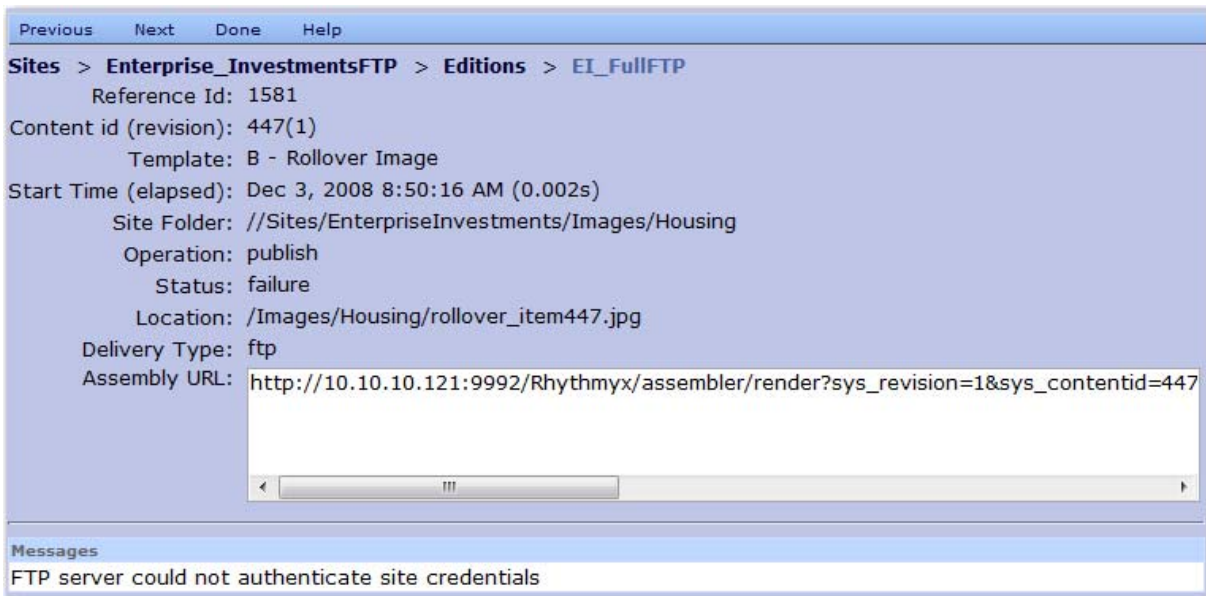 Previous Next Done Help
Sites > Enterprise_InvestmentsFTP > Editions > EI_FullFTP
Reference Id: 1581
Content id (revision): 447(1)
Template: B - Rollover Image
Start Time (elapsed): Dec 3, 2008 8:50:16 AM (0.002s)
Site Folder: //Sites/EnterpriseInvestments/Images/Housing
Operation: publish
Status: failure
Location: /Images/Housing/rollover_item447.jpg
Delivery Type: ftp
Assembly URL: http://10.10.10.121:9992/Rhythmyx/assembler/render?sys_revision=1&sys_contentid=447
Messages
FTP server could not authenticate site credentials